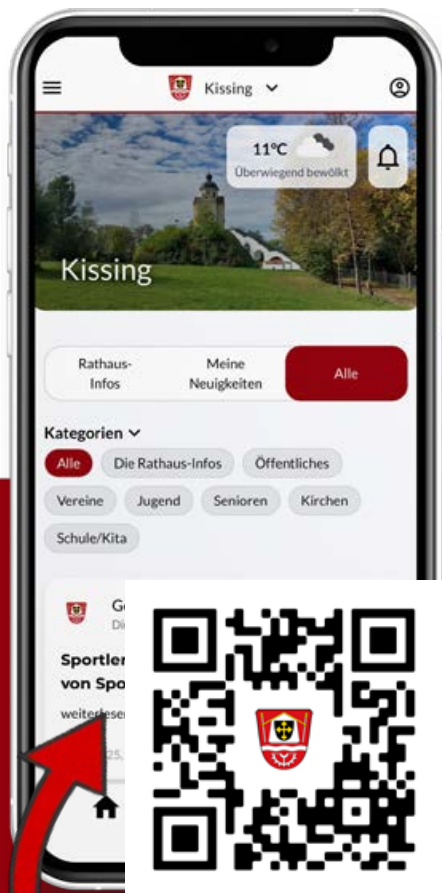 Kissing
11°C
Überwiegend bewölkt
Kissing
Rathaus-
Infos
Meine
Neuigkeiten
Alle
Kategorien
Alle
Die Rathaus-Infos
Öffentliches
Vereine
Jugend
Senioren
Kirchen
Schule/Kita
von Spo